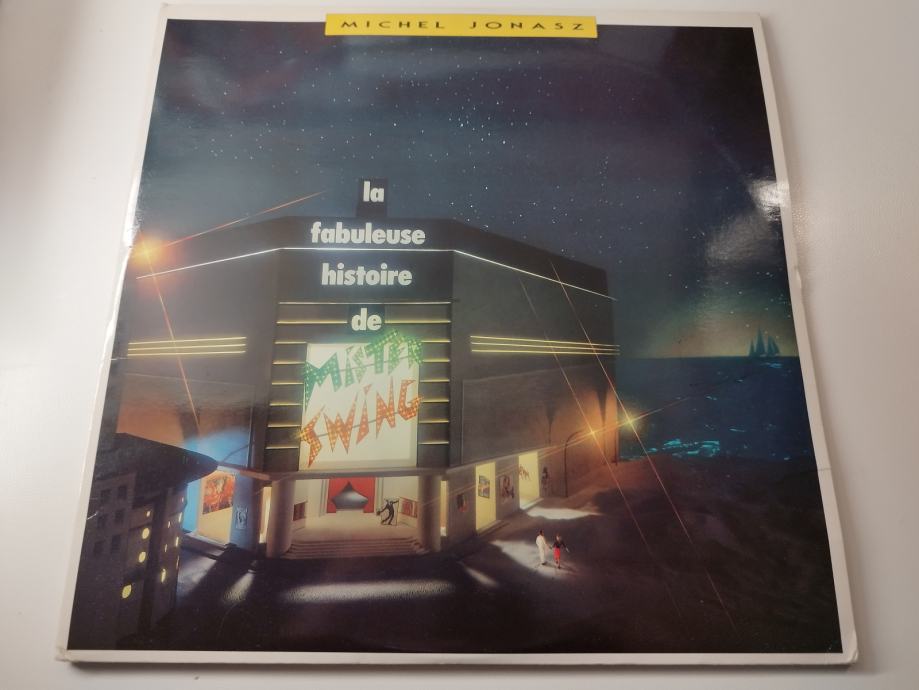 MICHEL JONASZ
la
fabuleuse
histoire
de
MiSTER
SWiNG